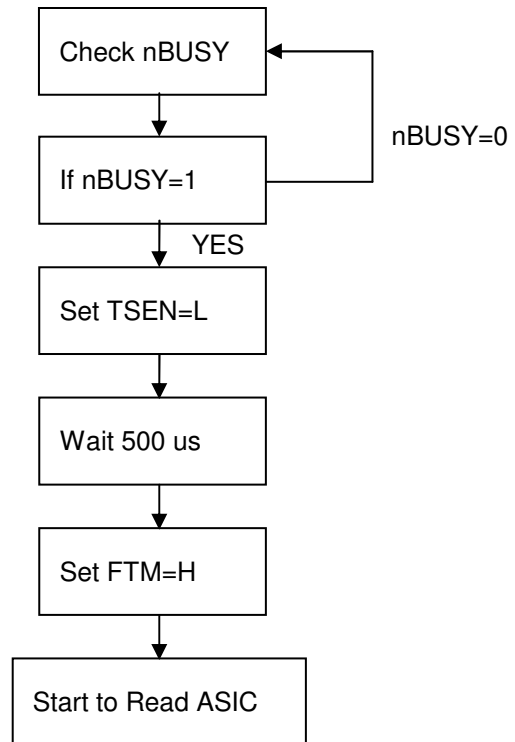 Check nBUSY
nBUSY=0
If nBUSY=1
YES
Set TSEN=L
Wait 500 us
Set FTM=H
Start to Read ASIC